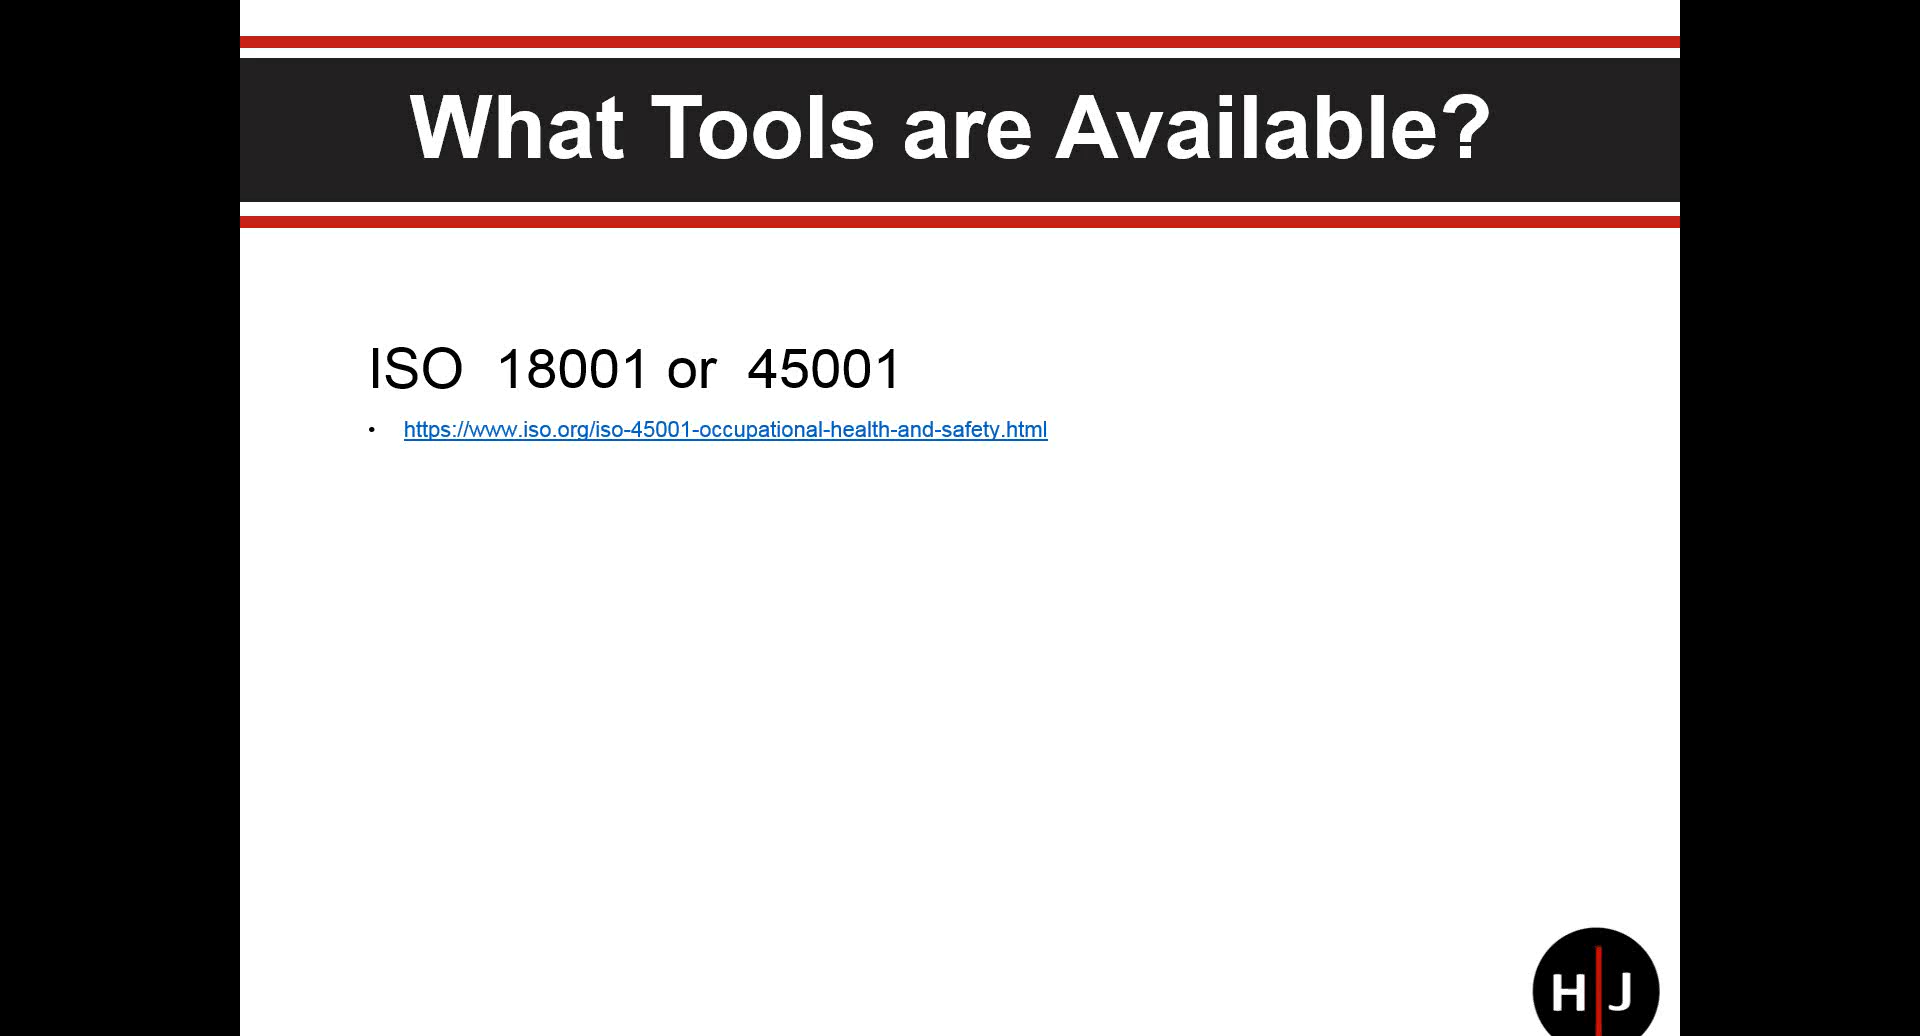 What Tools are Available?
ISO  18001 or  45001
• https://www.iso.org/iso-45001-occupational-health-and-safety.html
H J